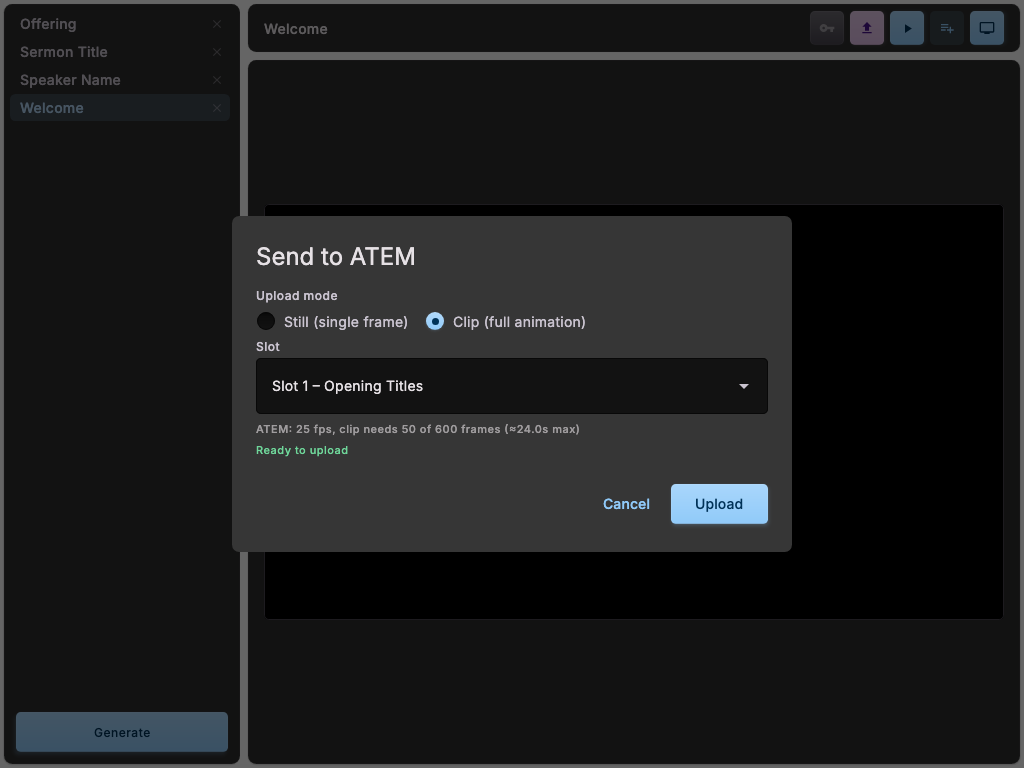 Offering
Sermon Title
Speaker Name
Welcome
Generate
Welcome
Send to ATEM
Upload mode
Still (single frame)
Clip (full animation)
Slot
Slot 1 – Opening Titles
ATEM: 25 fps, clip needs 50 of 600 frames (≈24.0s max)
Ready to upload
Cancel
Upload